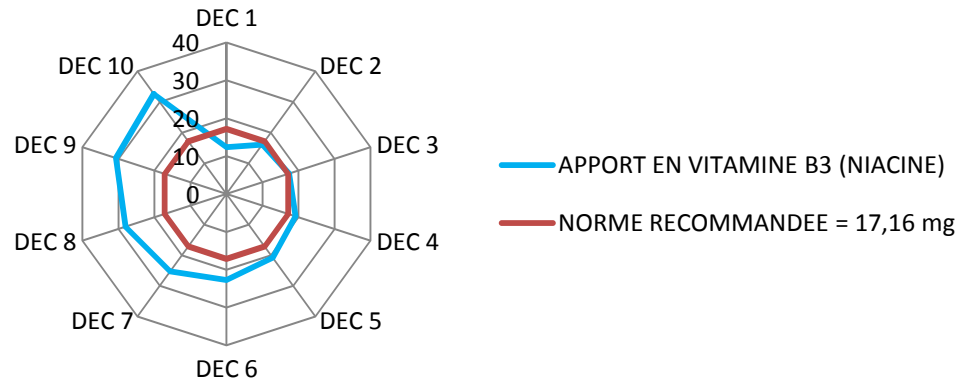 DEC 1
DEC 2
DEC 3
DEC 4
DEC 5
DEC 6
DEC 7
DEC 8
DEC 9
DEC 10
40
30
20
10
0
APPORT EN VITAMINE B3 (NIACINE)
NORME RECOMMANDEE = 17,16 mg